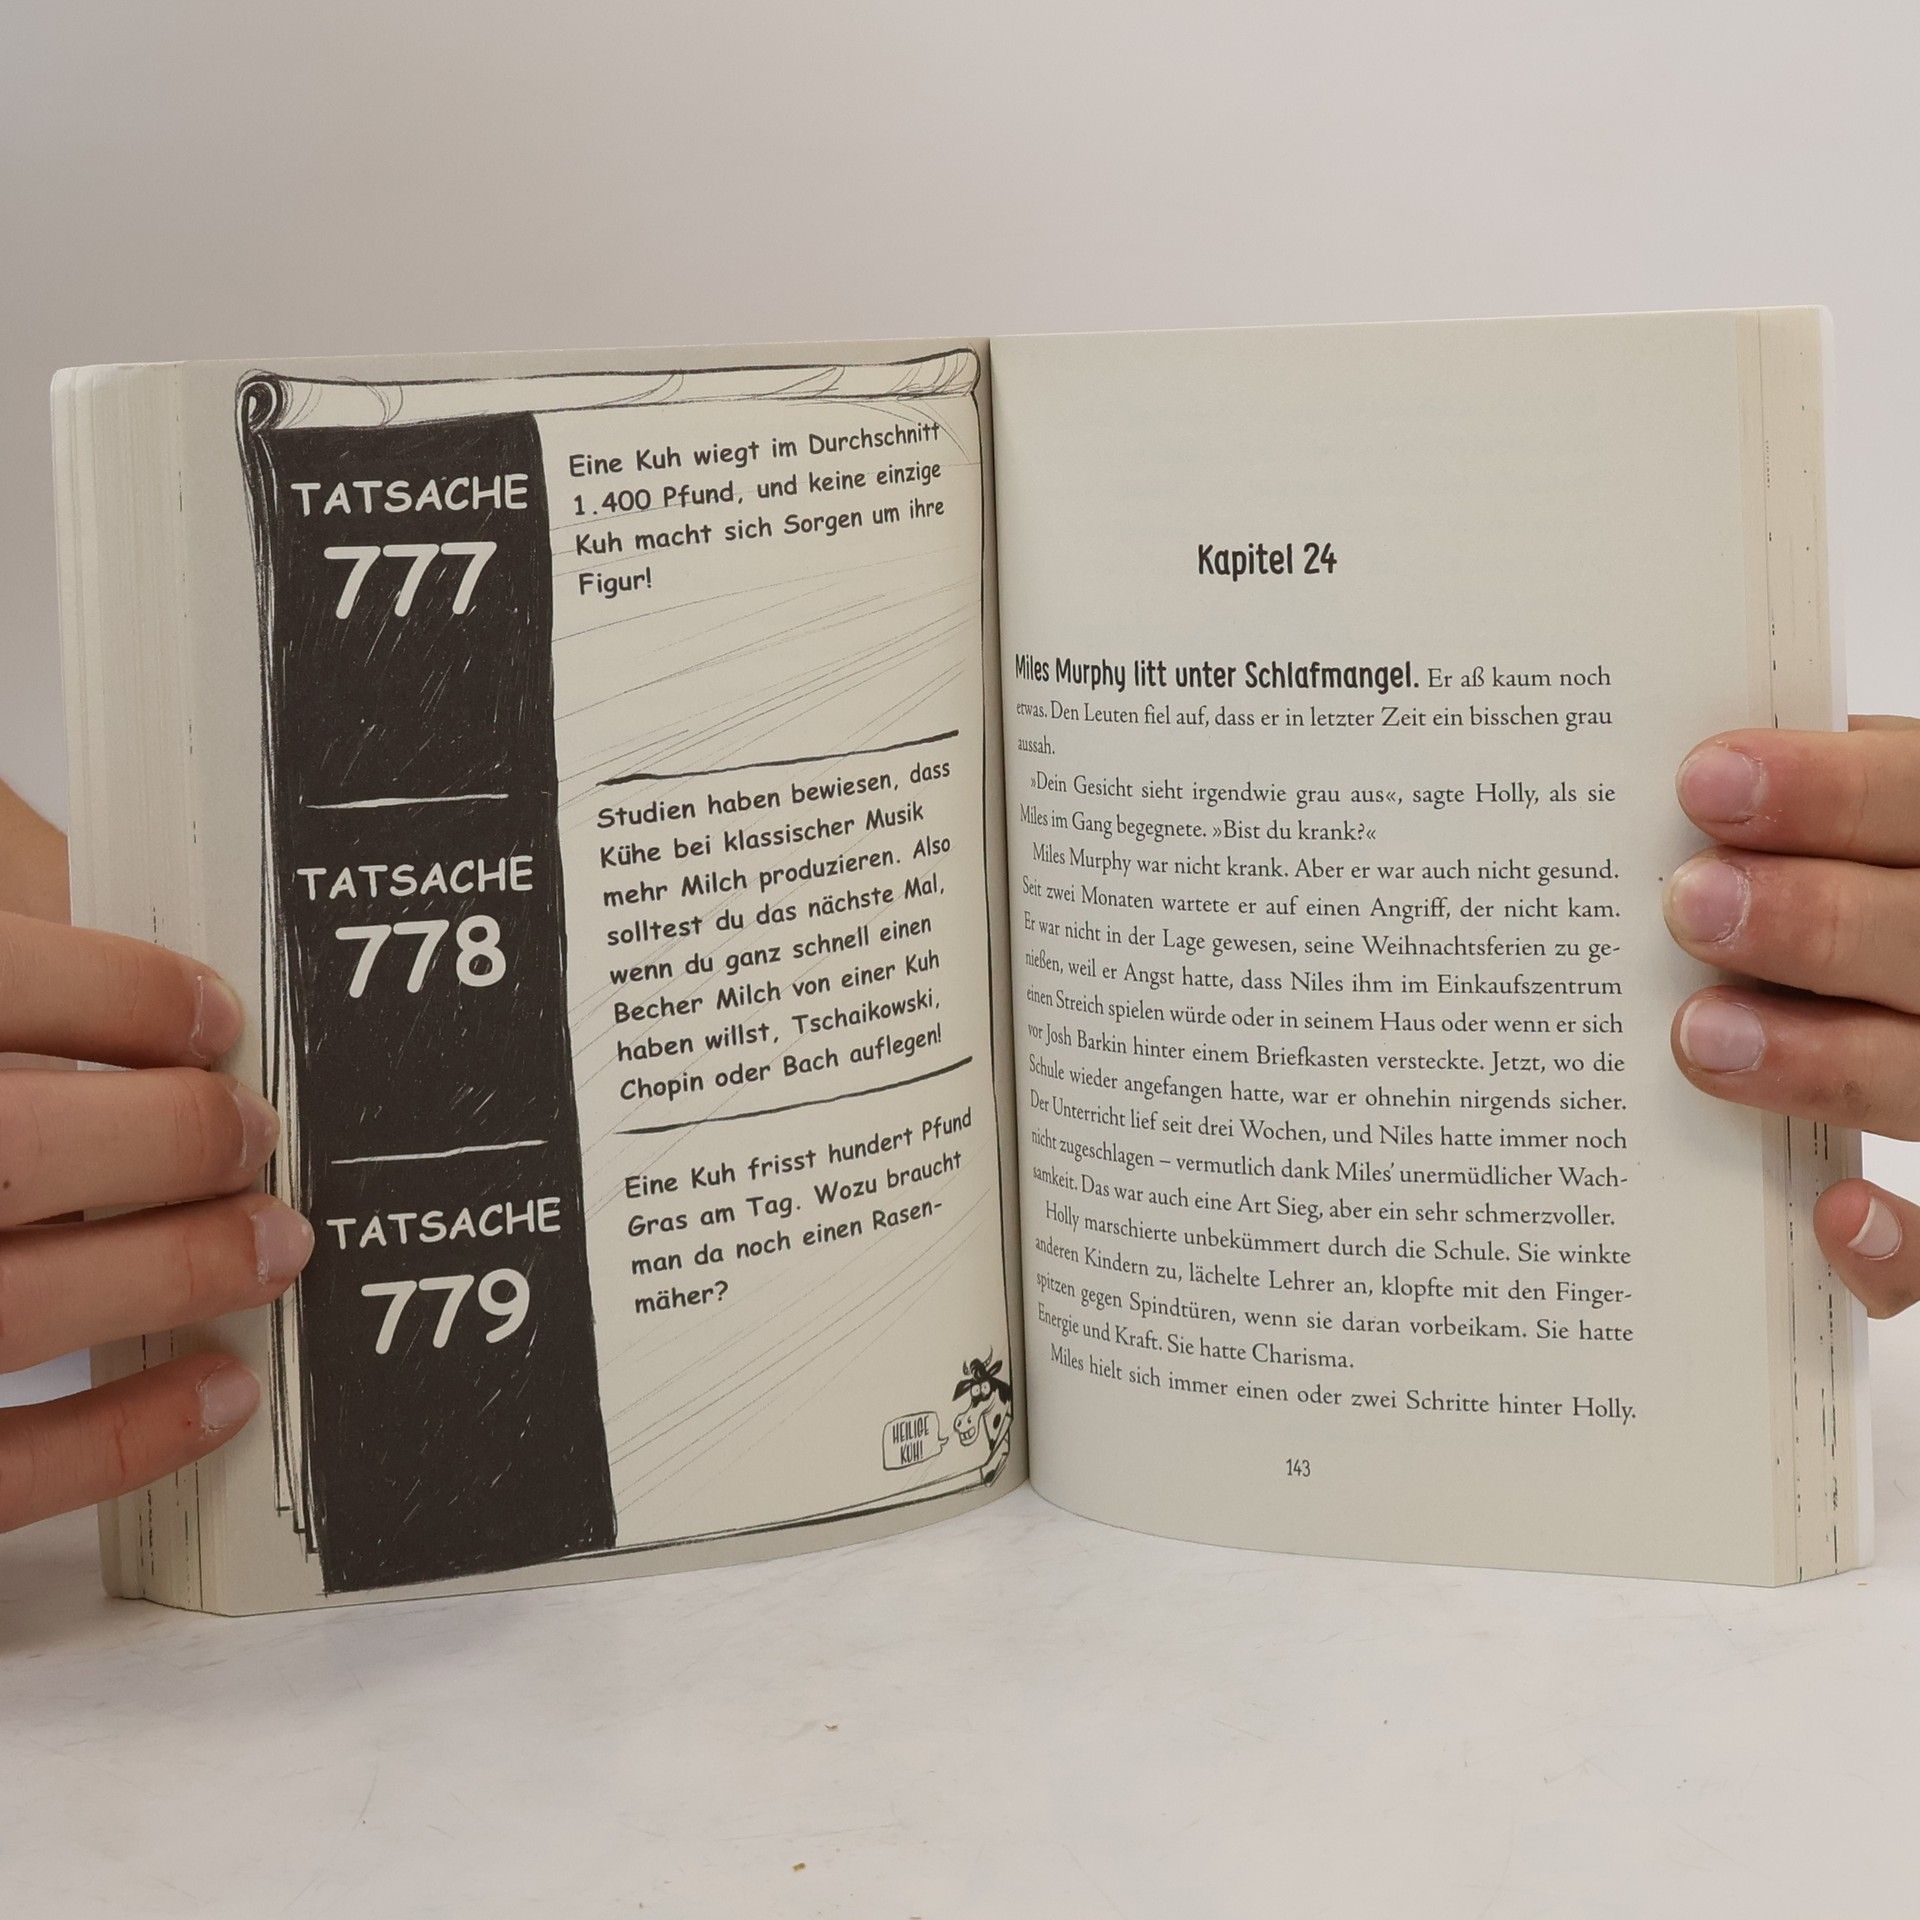 TATSACHE
777
Eine Kuh wiegt im Durchschnitt
1.400 Pfund, und keine einzige
Kuh macht sich Sorgen um ihre
Figur!
TATSACHE
778
Studien haben bewiesen, dass
Kühe bei klassischer Musik
mehr Milch produzieren. Also
solltest du das nächste Mal,
wenn du ganz schnell einen
Becher Milch von einer Kuh
haben willst, Tschaikowski,
Chopin oder Bach auflegen!
TATSACHE
779
Eine Kuh frisst hundert Pfund
Gras am Tag. Wozu braucht
man da noch einen Rasen-
mäher?
HEILIGE
KUH!
Kapitel 24
Miles Murphy litt unter Schlafmangel. Er aß kaum noch
etwas. Den Leuten fiel auf, dass er in letzter Zeit ein bisschen grau
aussah.
»Dein Gesicht sieht irgendwie grau aus«, sagte Holly, als sie
Miles im Gang begegnete. »Bist du krank?«
Miles Murphy war nicht krank. Aber er war auch nicht gesund.
Seit zwei Monaten wartete er auf einen Angriff, der nicht kam.
Er war nicht in der Lage gewesen, seine Weihnachtsferien zu ge-
nießen, weil er Angst hatte, dass Niles ihm im Einkaufszentrum
einen Streich spielen würde oder in seinem Haus oder wenn er sich
vor Josh Barkin hinter einem Briefkasten versteckte. Jetzt, wo die
Schule wieder angefangen hatte, war er ohnehin nirgends sicher.
Der Unterricht lief seit drei Wochen, und Niles hatte immer noch
nicht zugeschlagen – vermutlich dank Miles’ unermüdlicher Wach-
samkeit. Das war auch eine Art Sieg, aber ein sehr schmerzvoller.
Holly marschierte unbekümmert durch die Schule. Sie winkte
anderen Kindern zu, lächelte Lehrer an, klopfte mit den Finger-
spitzen gegen Spindtüren, wenn sie daran vorbeikam. Sie hatte
Energie und Kraft. Sie hatte Charisma.
Miles hielt sich immer einen oder zwei Schritte hinter Holly.
143